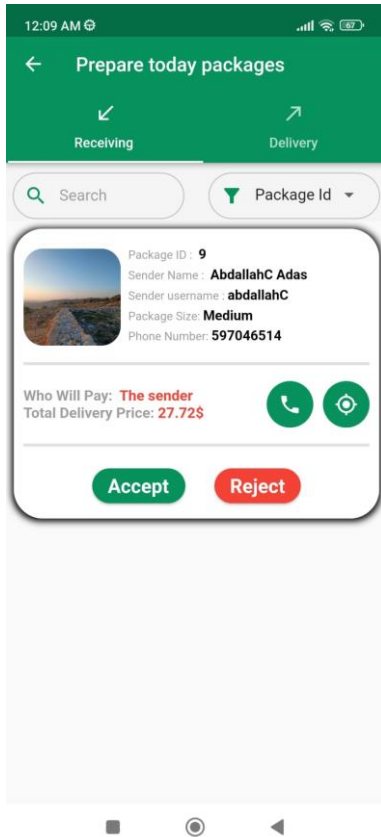 12:09 AM 67
Prepare today packages
Receiving Delivery
Search Package Id
Package ID : 9
Sender Name : AbdallahC Adas
Sender username : abdallahC
Package Size: Medium
Phone Number: 597046514
Who Will Pay: The sender
Total Delivery Price: 27.72$
Accept Reject